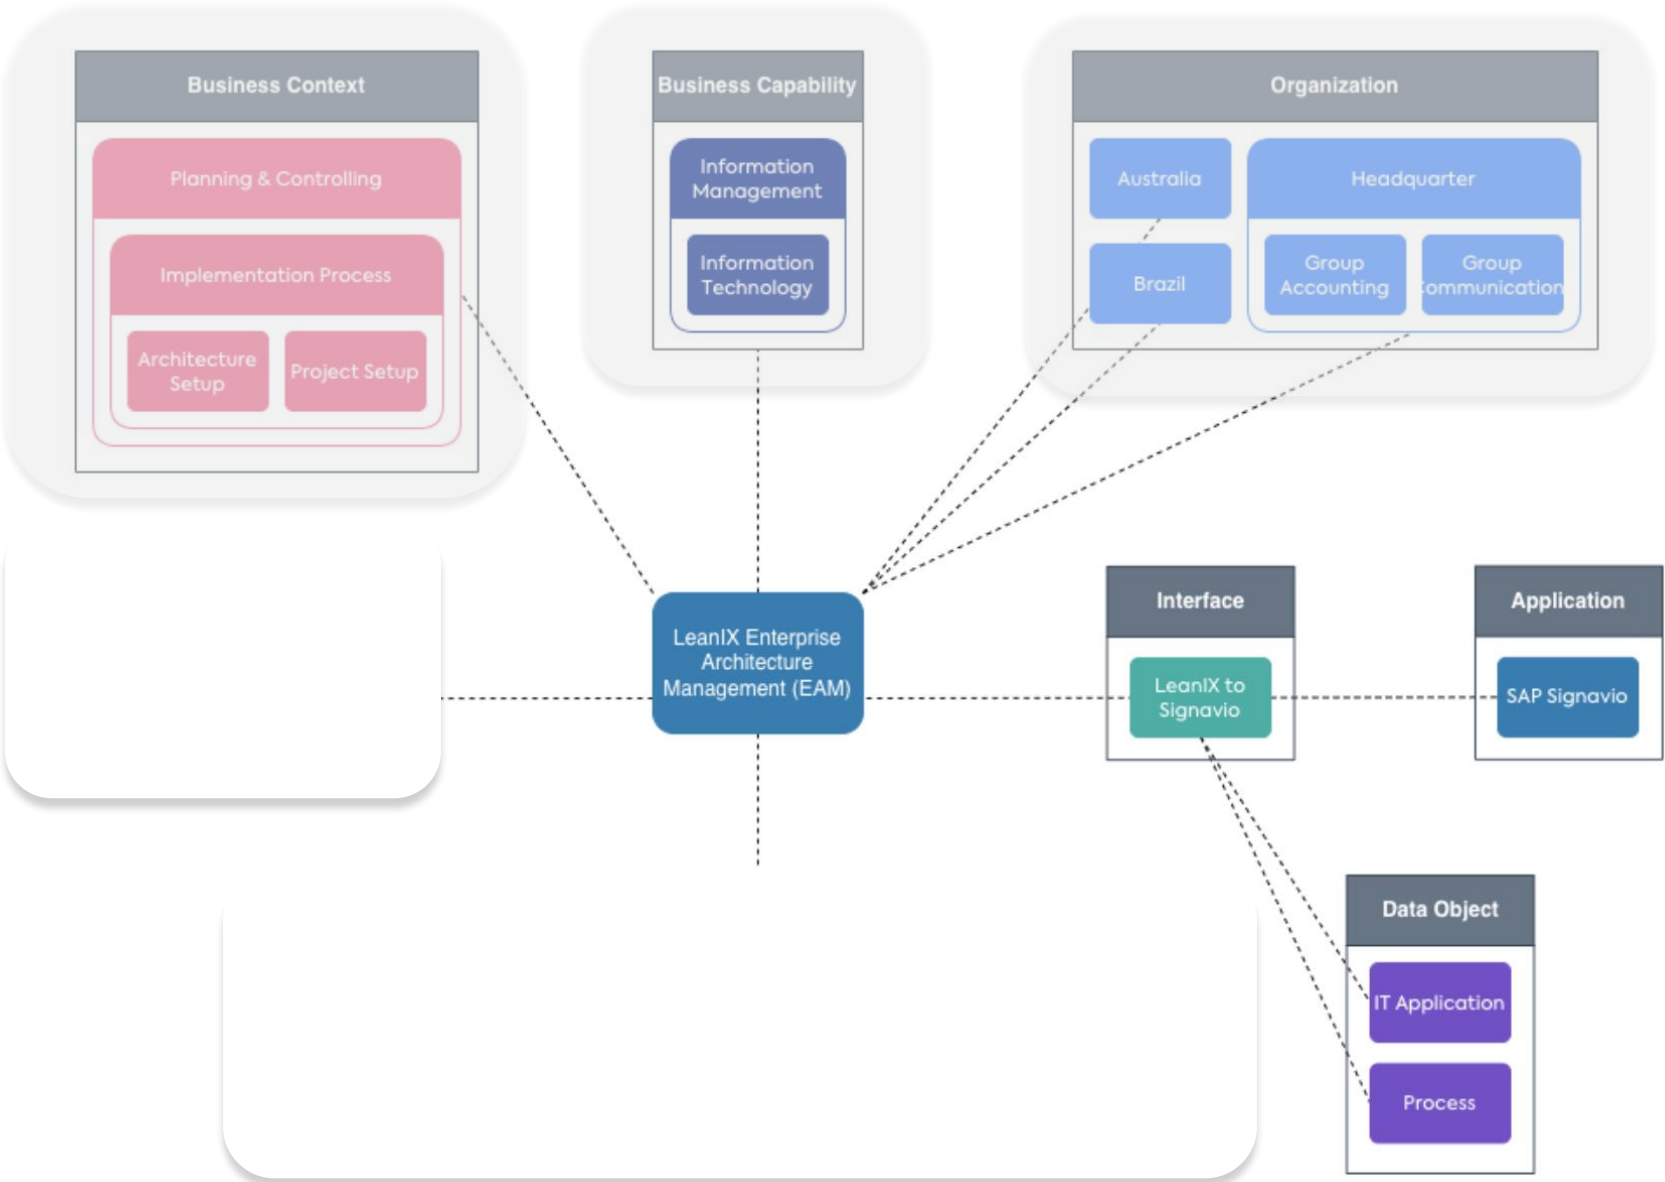 Business Context
Planning & Controlling
Implementation Process
Architecture
Setup
Project Setup
Business Capability
Information
Management
Information
Technology
Organization
Australia
Brazil
Headquarter
Group
Accounting
Group
Communication
LeanIX Enterprise
Architecture
Management (EAM)
Interface
LeanIX to
Signavio
Application
SAP Signavio
Data Object
IT Application
Process